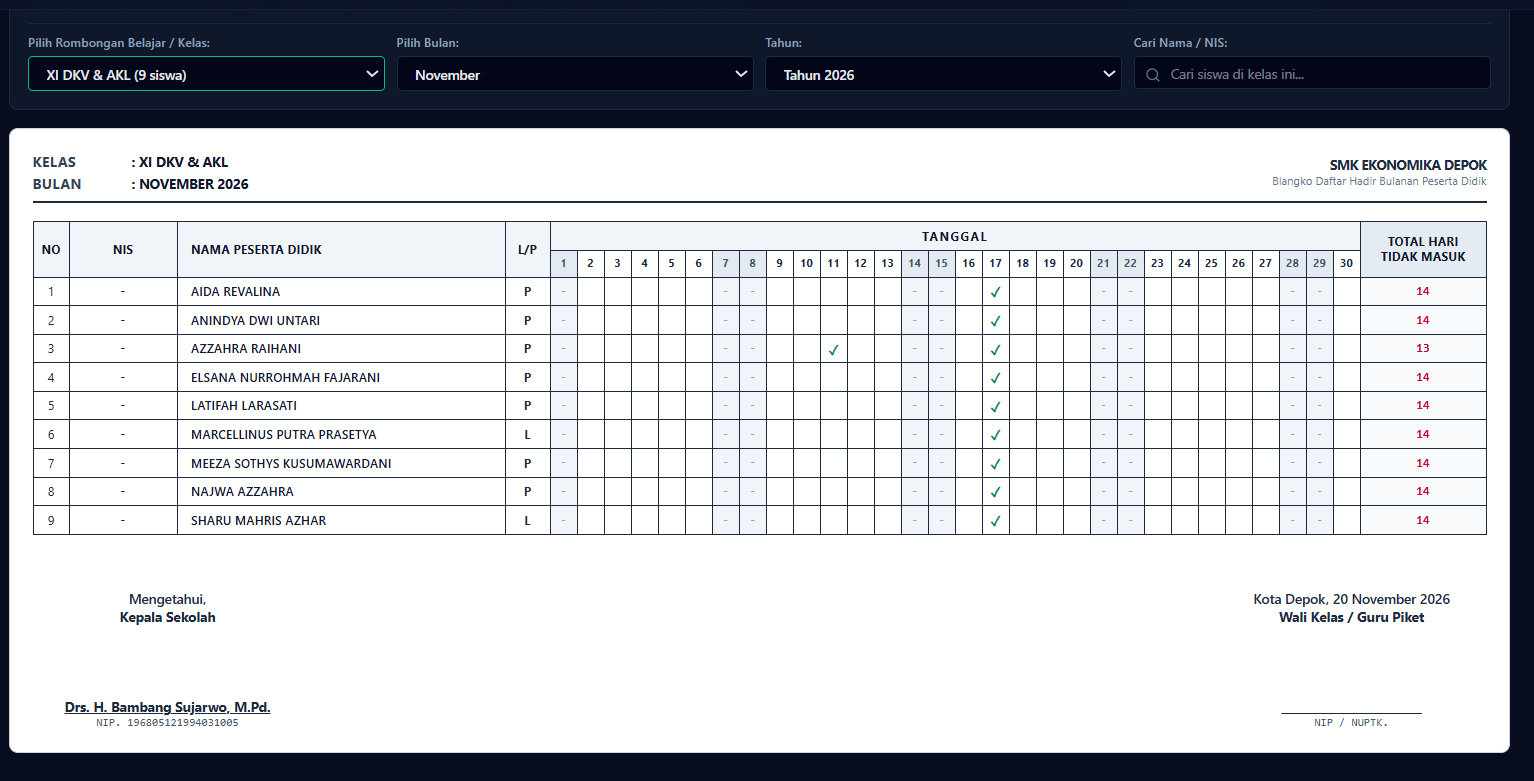 Pilih Rombongan Belajar / Kelas: Pilih Bulan: Tahun: Cari Nama / NIS:
XI DKV & AKL (9 siswa) November Tahun 2026 Cari siswa di kelas ini...
KELAS : XI DKV & AKL
SMK EKONOMIKA DEPOK
BULAN : NOVEMBER 2026
Blangko Daftar Hadir Bulanan Peserta Didik
NO NIS NAMA PESERTA DIDIK L/P TANGGAL TOTAL HARI TIDAK MASUK
1 2 3 4 5 6 7 8 9 10 11 12 13 14 15 16 17 18 19 20 21 22 23 24 25 26 27 28 29 30
1 - AIDA REVALINA P - - - - - ✓ - - - - 14
2 - ANINDYA DWI UNTARI P - - - - - ✓ - - - - 14
3 - AZZAHRA RAIHANI P - - - ✓ - - ✓ - - - - 13
4 - ELSANA NURROHMAH FAJARANI P - - - - - ✓ - - - - 14
5 - LATIFAH LARASATI P - - - - - ✓ - - - - 14
6 - MARCELLINUS PUTRA PRASETYA L - - - - - ✓ - - - - 14
7 - MEEZA SOTHYS KUSUMAWARDANI P - - - - - ✓ - - - - 14
8 - NAJWA AZZAHRA P - - - - - ✓ - - - - 14
9 - SHARU MAHRIS AZHAR L - - - - - ✓ - - - - 14
Mengetahui,
Kepala Sekolah
Kota Depok, 20 November 2026
Wali Kelas / Guru Piket
Drs. H. Bambang Sujarwo, M.Pd.
NIP. 196805121994031005
NIP / NUPTK.